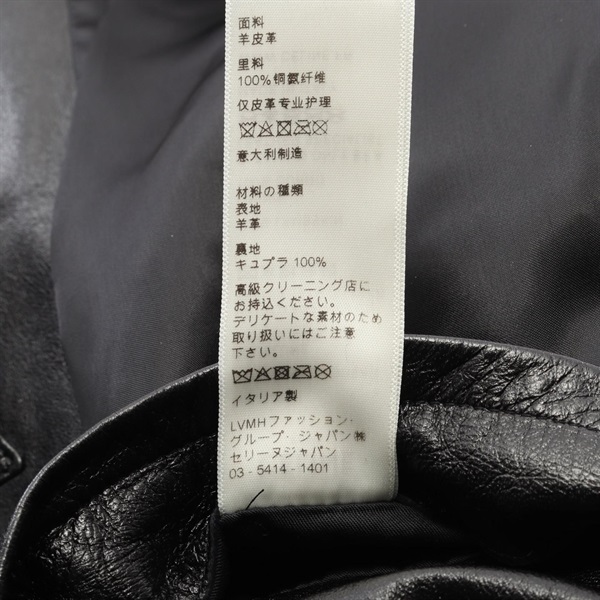 面料
羊皮革
里料
100%铜氨纤维
仅皮革专业护理
意大利制造
材料の種類
表地
羊革
裏地
キュプラ 100%
高級クリーニング店に
お持込ください。
デリケートな素材のため
取り扱いにはご注意
下さい。
イタリア製
LVMHファッション・
グループ・ジャパン㈱
セリーヌジャパン
03 - 5414 - 1401